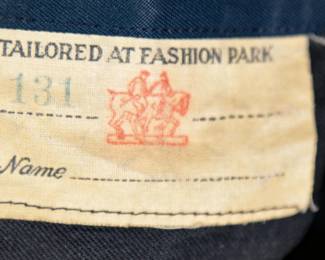 TAILORED AT FASHION PARK
131
Name